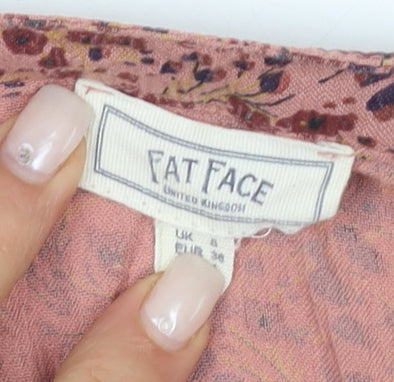 FAT FACE
UNITED KINGDOM
UK 8
EUR 36